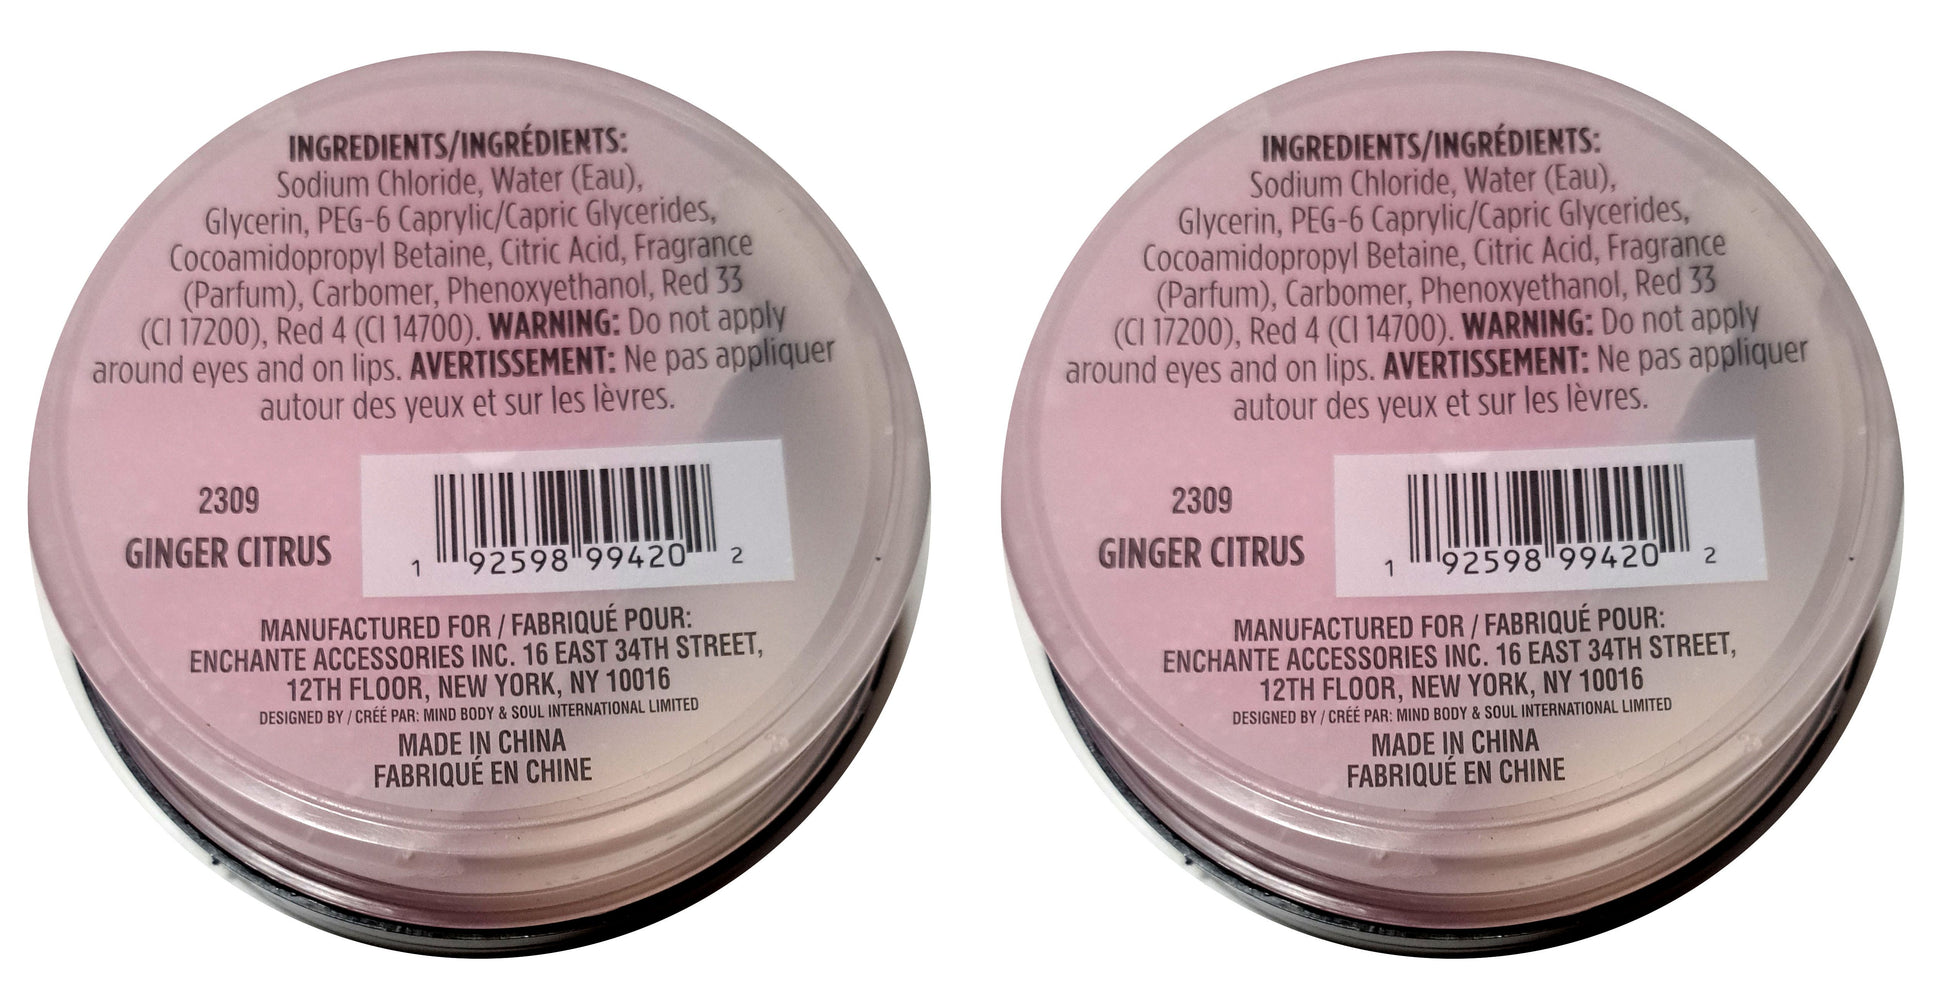 INGREDIENTS/INGRÉDIENTS:
Sodium Chloride, Water (Eau),
Glycerin, PEG-6 Caprylic/Capric Glycerides,
Cocoamidopropyl Betaine, Citric Acid, Fragrance
(Parfum), Carbomer, Phenoxyethanol, Red 33
(CI 17200), Red 4 (CI 14700). WARNING: Do not apply
around eyes and on lips. AVERTISSEMENT: Ne pas appliquer
autour des yeux et sur les lèvres.
2309
GINGER CITRUS
1 92598 99420 2
MANUFACTURED FOR / FABRIQUÉ POUR:
ENCHANTE ACCESSORIES INC. 16 EAST 34TH STREET,
12TH FLOOR, NEW YORK, NY 10016
DESIGNED BY / CRÉÉ PAR: MIND BODY & SOUL INTERNATIONAL LIMITED
MADE IN CHINA
FABRIQUÉ EN CHINE
INGREDIENTS/INGRÉDIENTS:
Sodium Chloride, Water (Eau),
Glycerin, PEG-6 Caprylic/Capric Glycerides,
Cocoamidopropyl Betaine, Citric Acid, Fragrance
(Parfum), Carbomer, Phenoxyethanol, Red 33
(CI 17200), Red 4 (CI 14700). WARNING: Do not apply
around eyes and on lips. AVERTISSEMENT: Ne pas appliquer
autour des yeux et sur les lèvres.
2309
GINGER CITRUS
1 92598 99420 2
MANUFACTURED FOR / FABRIQUÉ POUR:
ENCHANTE ACCESSORIES INC. 16 EAST 34TH STREET,
12TH FLOOR, NEW YORK, NY 10016
DESIGNED BY / CRÉÉ PAR: MIND BODY & SOUL INTERNATIONAL LIMITED
MADE IN CHINA
FABRIQUÉ EN CHINE